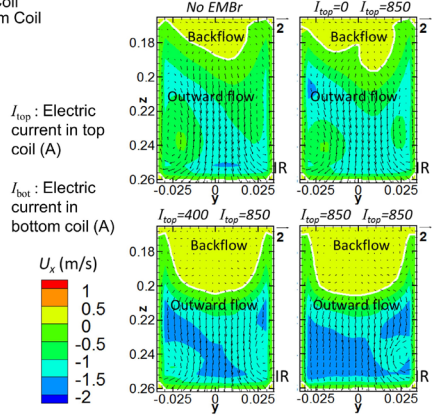 Coil
m Coil
No EMBr
I_top=0 I_top=850
I_top : Electric
current in top
coil (A)
I_bot : Electric
current in
bottom coil (A)
U_x (m/s)
1
0.5
0
-0.5
-1
-1.5
-2
0.18
0.2
z
0.22
0.24
0.26
Backflow
Outward flow
2
IR
-0.025 0 0.025
y
Backflow
Outward flow
2
IR
-0.025 0 0.025
y
I_top=400 I_top=850
I_top=850 I_top=850
0.18
0.2
z
0.22
0.24
0.26
Backflow
Outward flow
2
IR
-0.025 0 0.025
y
Backflow
Outward flow
2
IR
-0.025 0 0.025
y